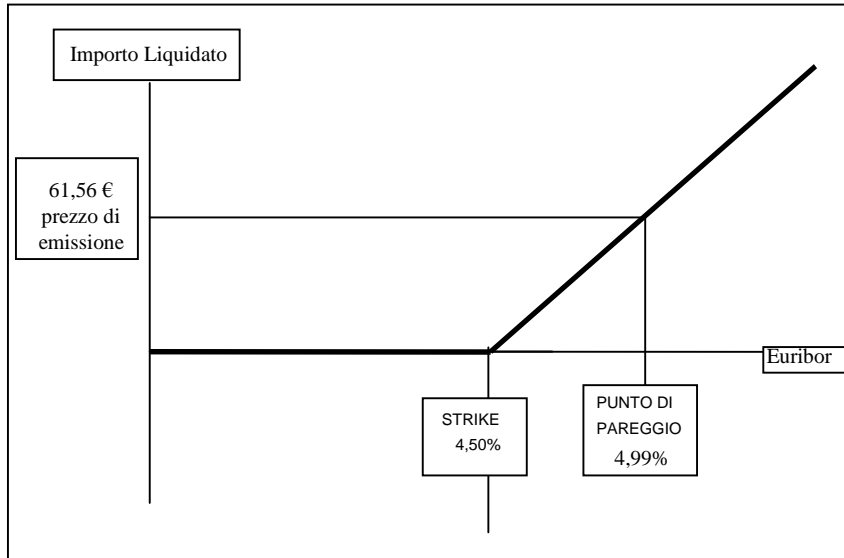 Importo Liquidato
61,56 €
prezzo di
emissione
Euribor
STRIKE
4,50%
PUNTO DI
PAREGGIO
4,99%